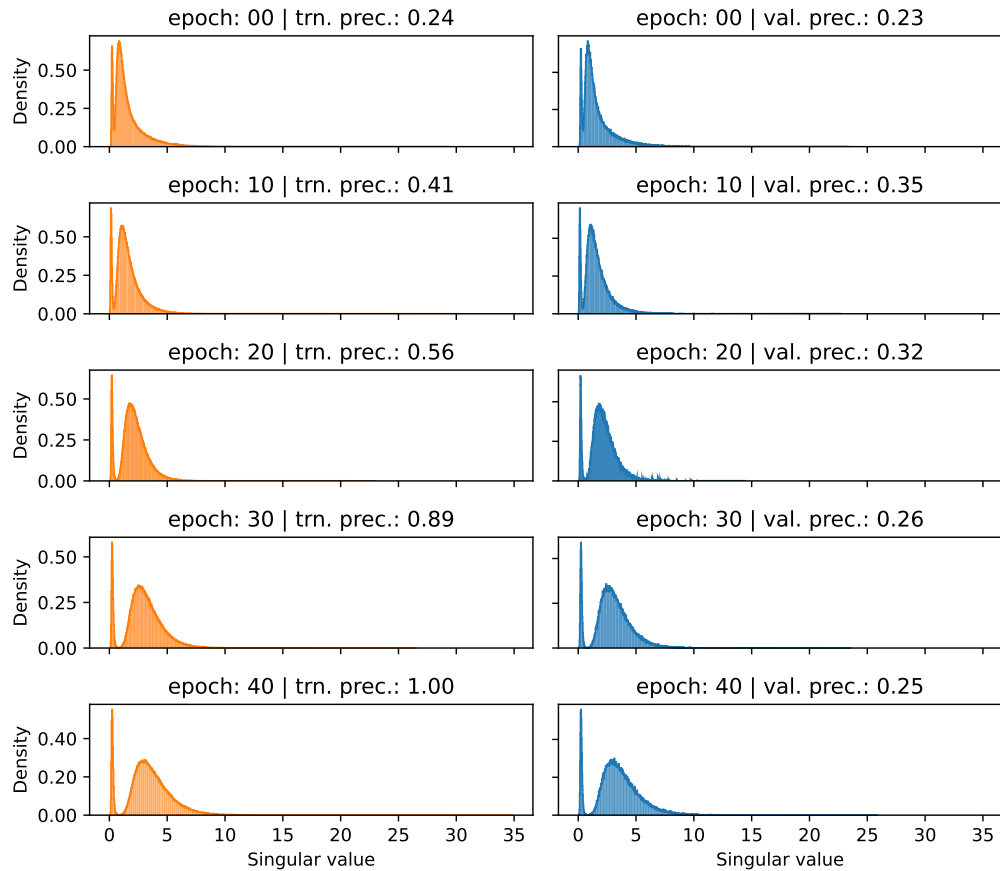 epoch: 00 | trn. prec.: 0.24
epoch: 00 | val. prec.: 0.23
Density
0.50
0.25
0.00
epoch: 10 | trn. prec.: 0.41
epoch: 10 | val. prec.: 0.35
Density
0.50
0.25
0.00
epoch: 20 | trn. prec.: 0.56
epoch: 20 | val. prec.: 0.32
Density
0.50
0.25
0.00
epoch: 30 | trn. prec.: 0.89
epoch: 30 | val. prec.: 0.26
Density
0.50
0.25
0.00
epoch: 40 | trn. prec.: 1.00
epoch: 40 | val. prec.: 0.25
Density
0.40
0.20
0.00
0 5 10 15 20 25 30 35
Singular value
0 5 10 15 20 25 30 35
Singular value